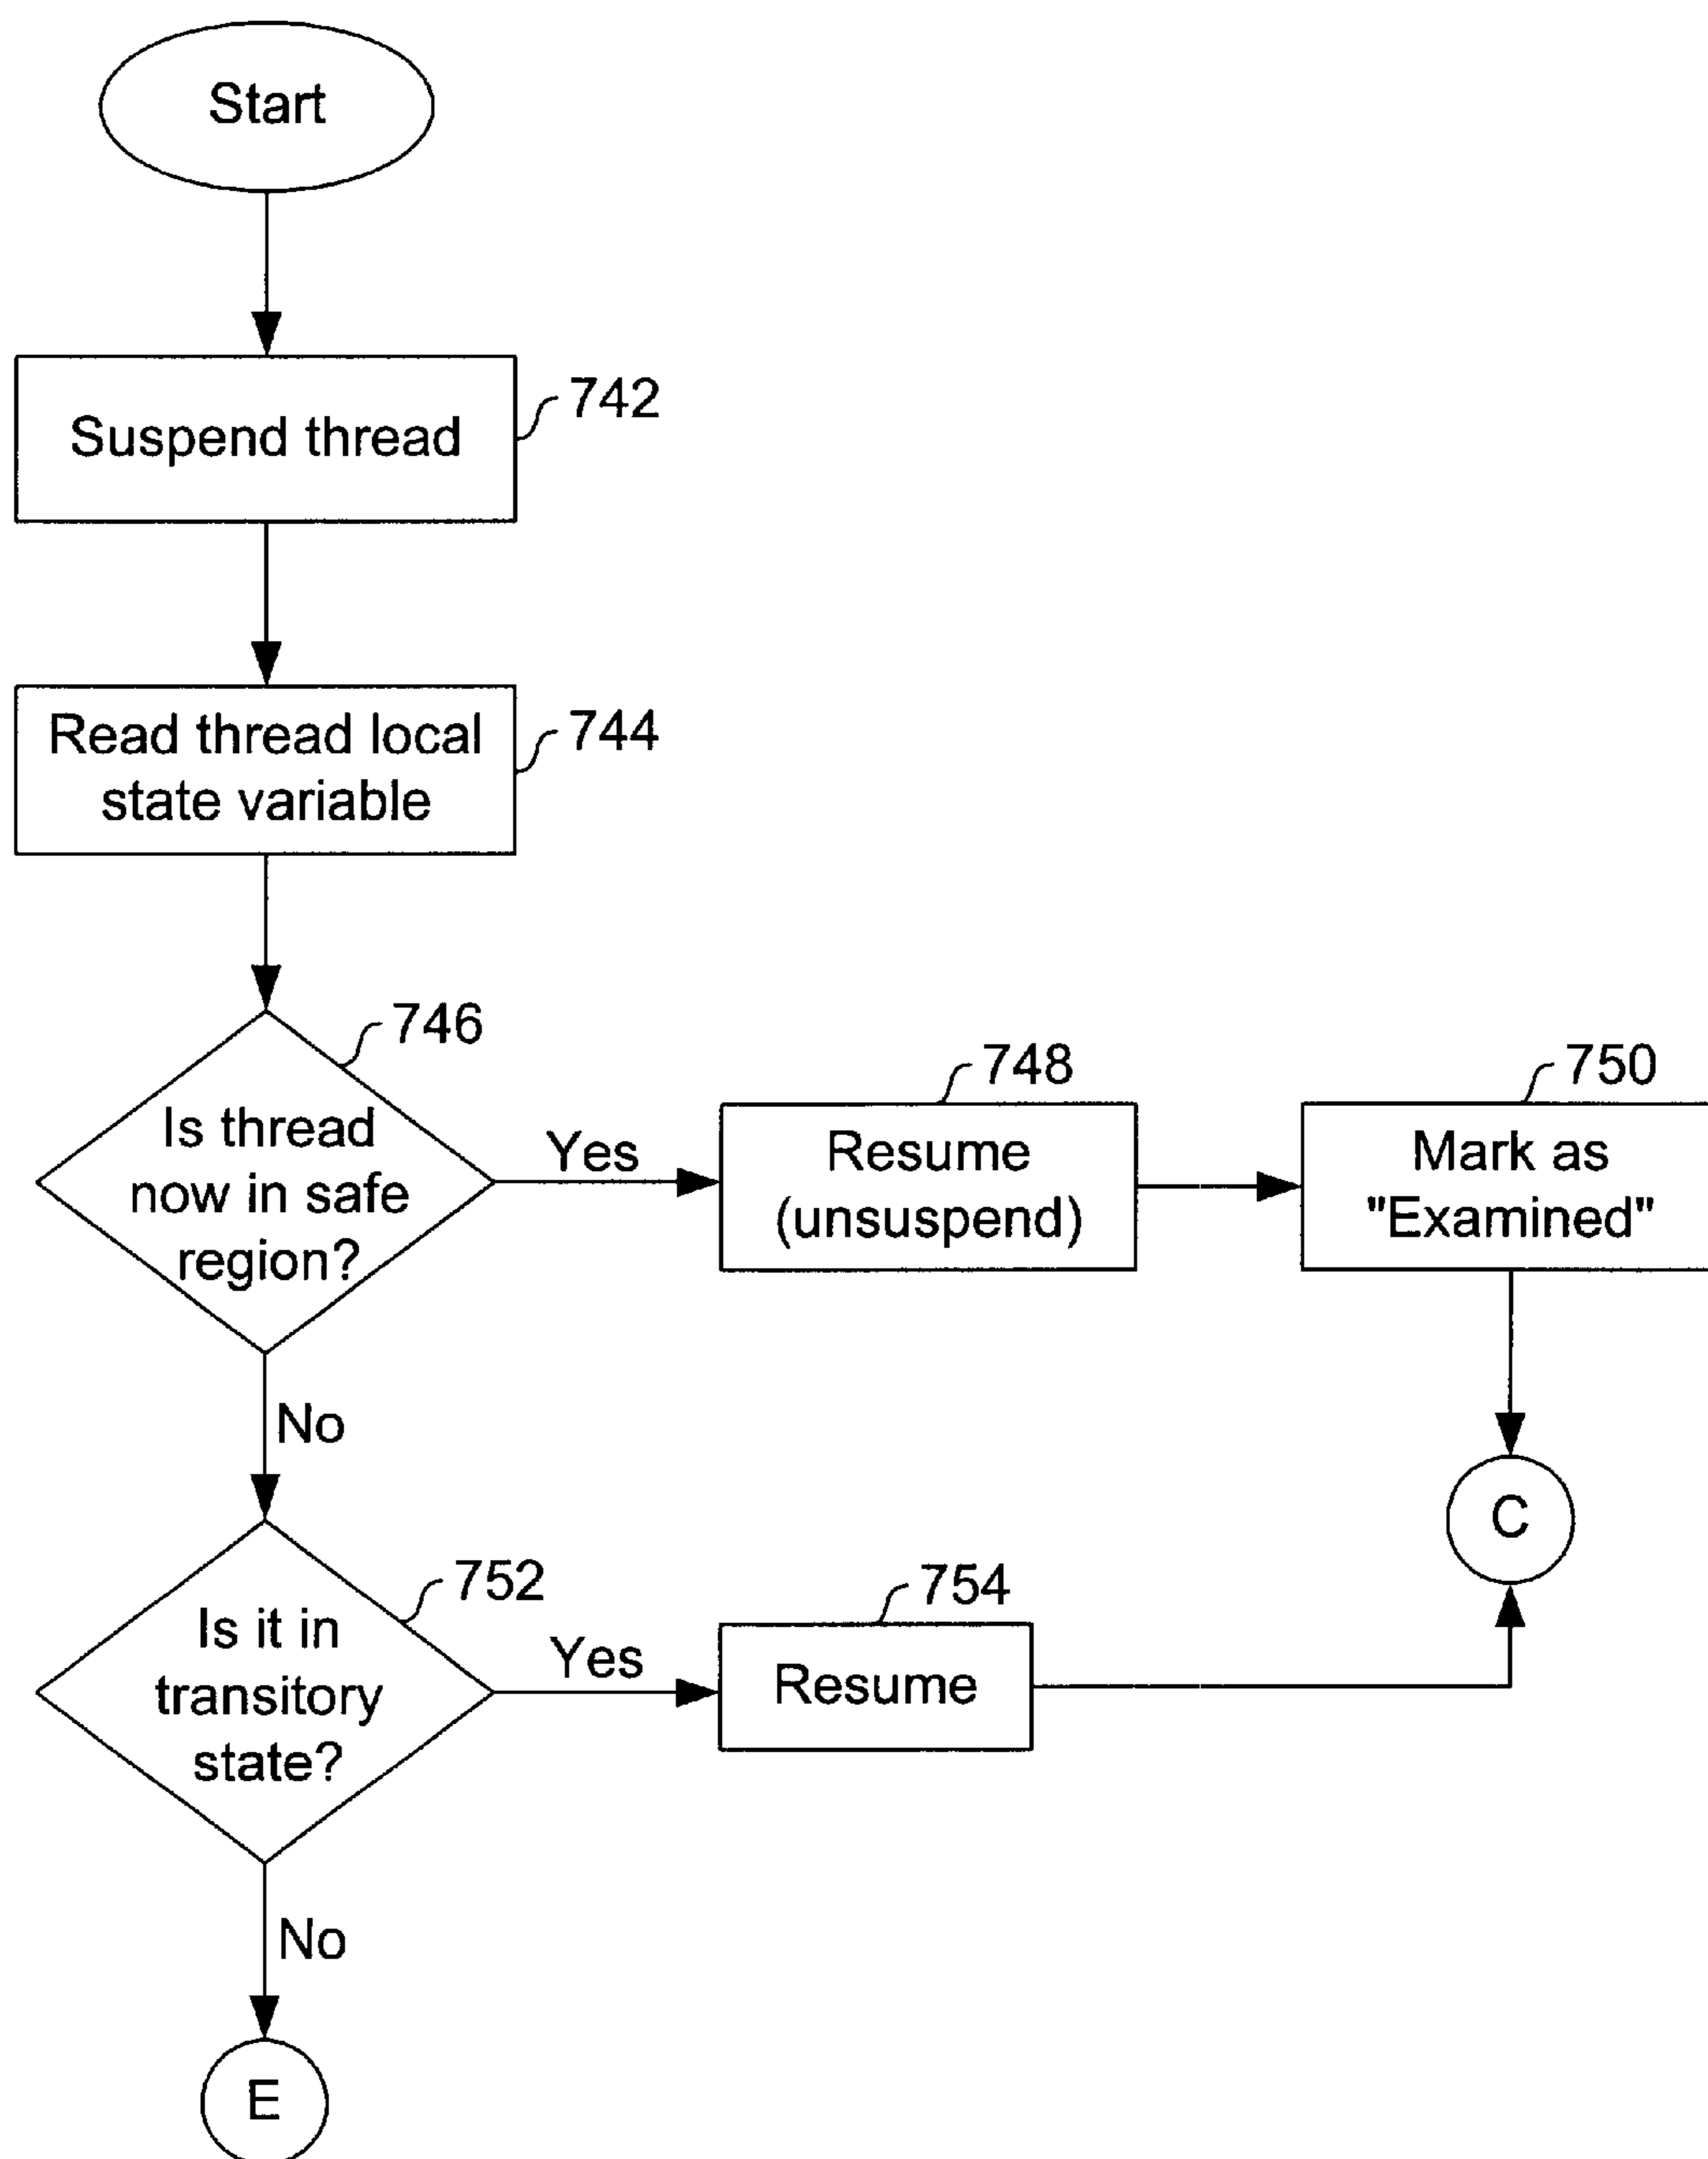 Start
Suspend thread
742
Read thread local
state variable
744
Is thread
now in safe
region?
746
Yes
Resume
(unsuspend)
748
Mark as
"Examined"
750
No
C
Is it in
transitory
state?
752
Yes
Resume
754
No
E